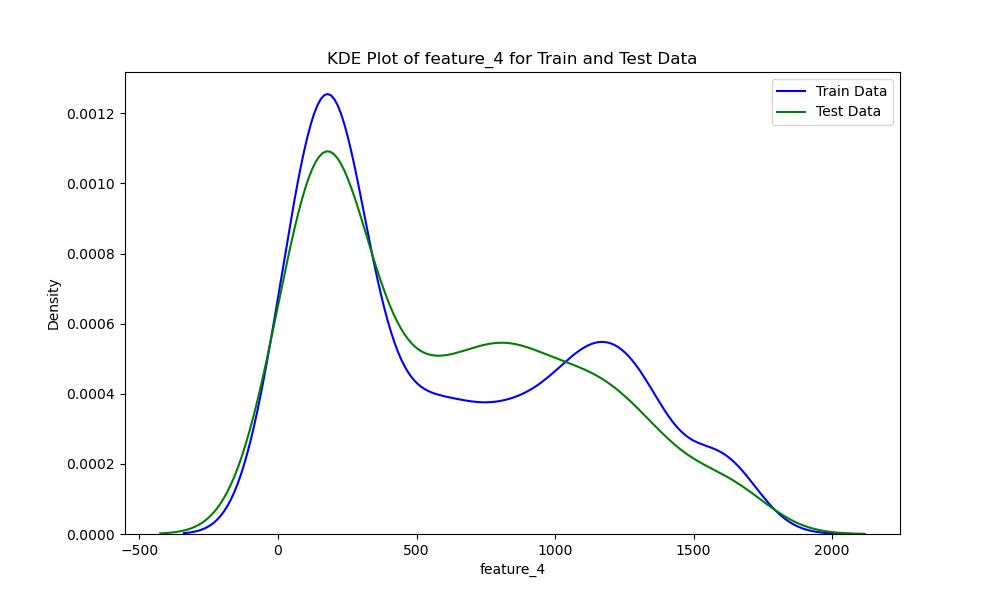 KDE Plot of feature_4 for Train and Test Data
Train Data
Test Data
0.0012
0.0010
0.0008
0.0006
0.0004
0.0002
0.0000
Density
−500
0
500
1000
1500
2000
feature_4